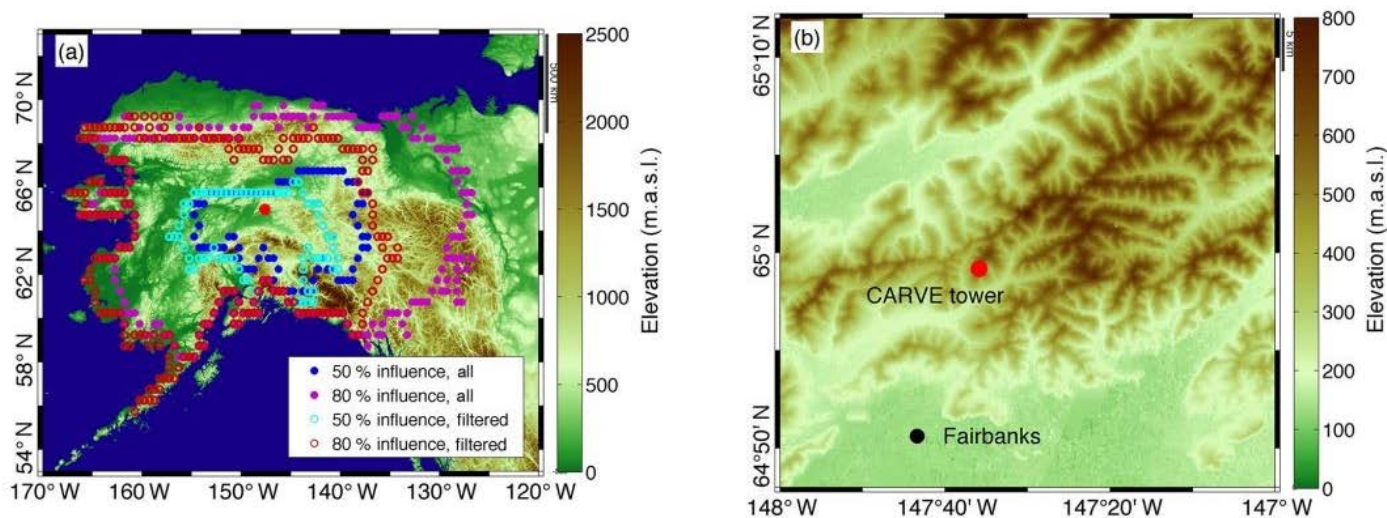 (a)
70° N
66° N
62° N
58° N
54° N
170° W
160° W
150° W
140° W
130° W
120° W
50 % influence, all
80 % influence, all
50 % influence, filtered
80 % influence, filtered
500 km
2500
2000
1500
1000
500
0
Elevation (m.a.s.l.)
(b)
65° 10' N
65° N
64° 50' N
148° W
147° 40' W
147° 20' W
147° W
CARVE tower
Fairbanks
5 km
800
700
600
500
400
300
200
100
0
Elevation (m.a.s.l.)